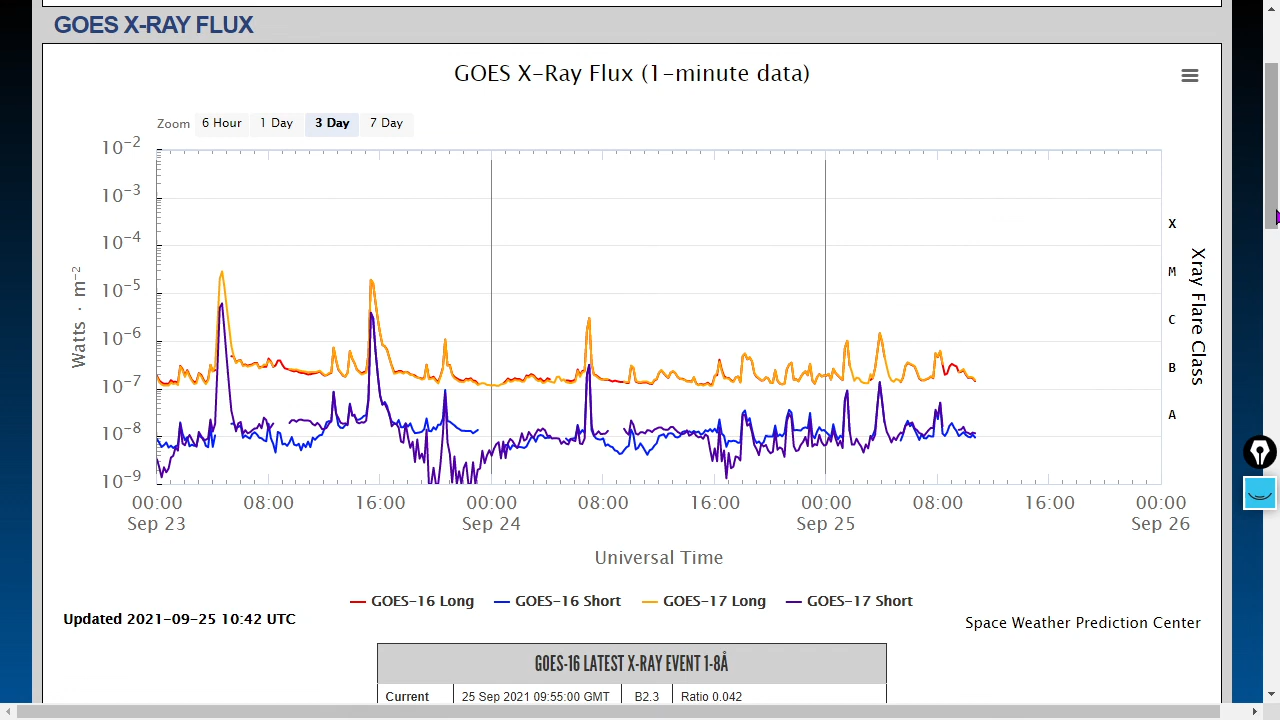 GOES X-RAY FLUX
GOES X-Ray Flux (1-minute data)
Zoom 6 Hour 1 Day 3 Day 7 Day
10⁻²
10⁻³
10⁻⁴
10⁻⁵
10⁻⁶
10⁻⁷
10⁻⁸
10⁻⁹
Watts · m⁻²
X
M
C
B
A
Xray Flare Class
00:00 08:00 16:00 00:00 08:00 16:00 00:00 08:00 16:00 00:00
Sep 23 Sep 24 Sep 25 Sep 26
Universal Time
GOES-16 Long GOES-16 Short GOES-17 Long GOES-17 Short
Updated 2021-09-25 10:42 UTC
Space Weather Prediction Center
GOES-16 LATEST X-RAY EVENT 1-8Å
Current 25 Sep 2021 09:55:00 GMT B2.3 Ratio 0.042